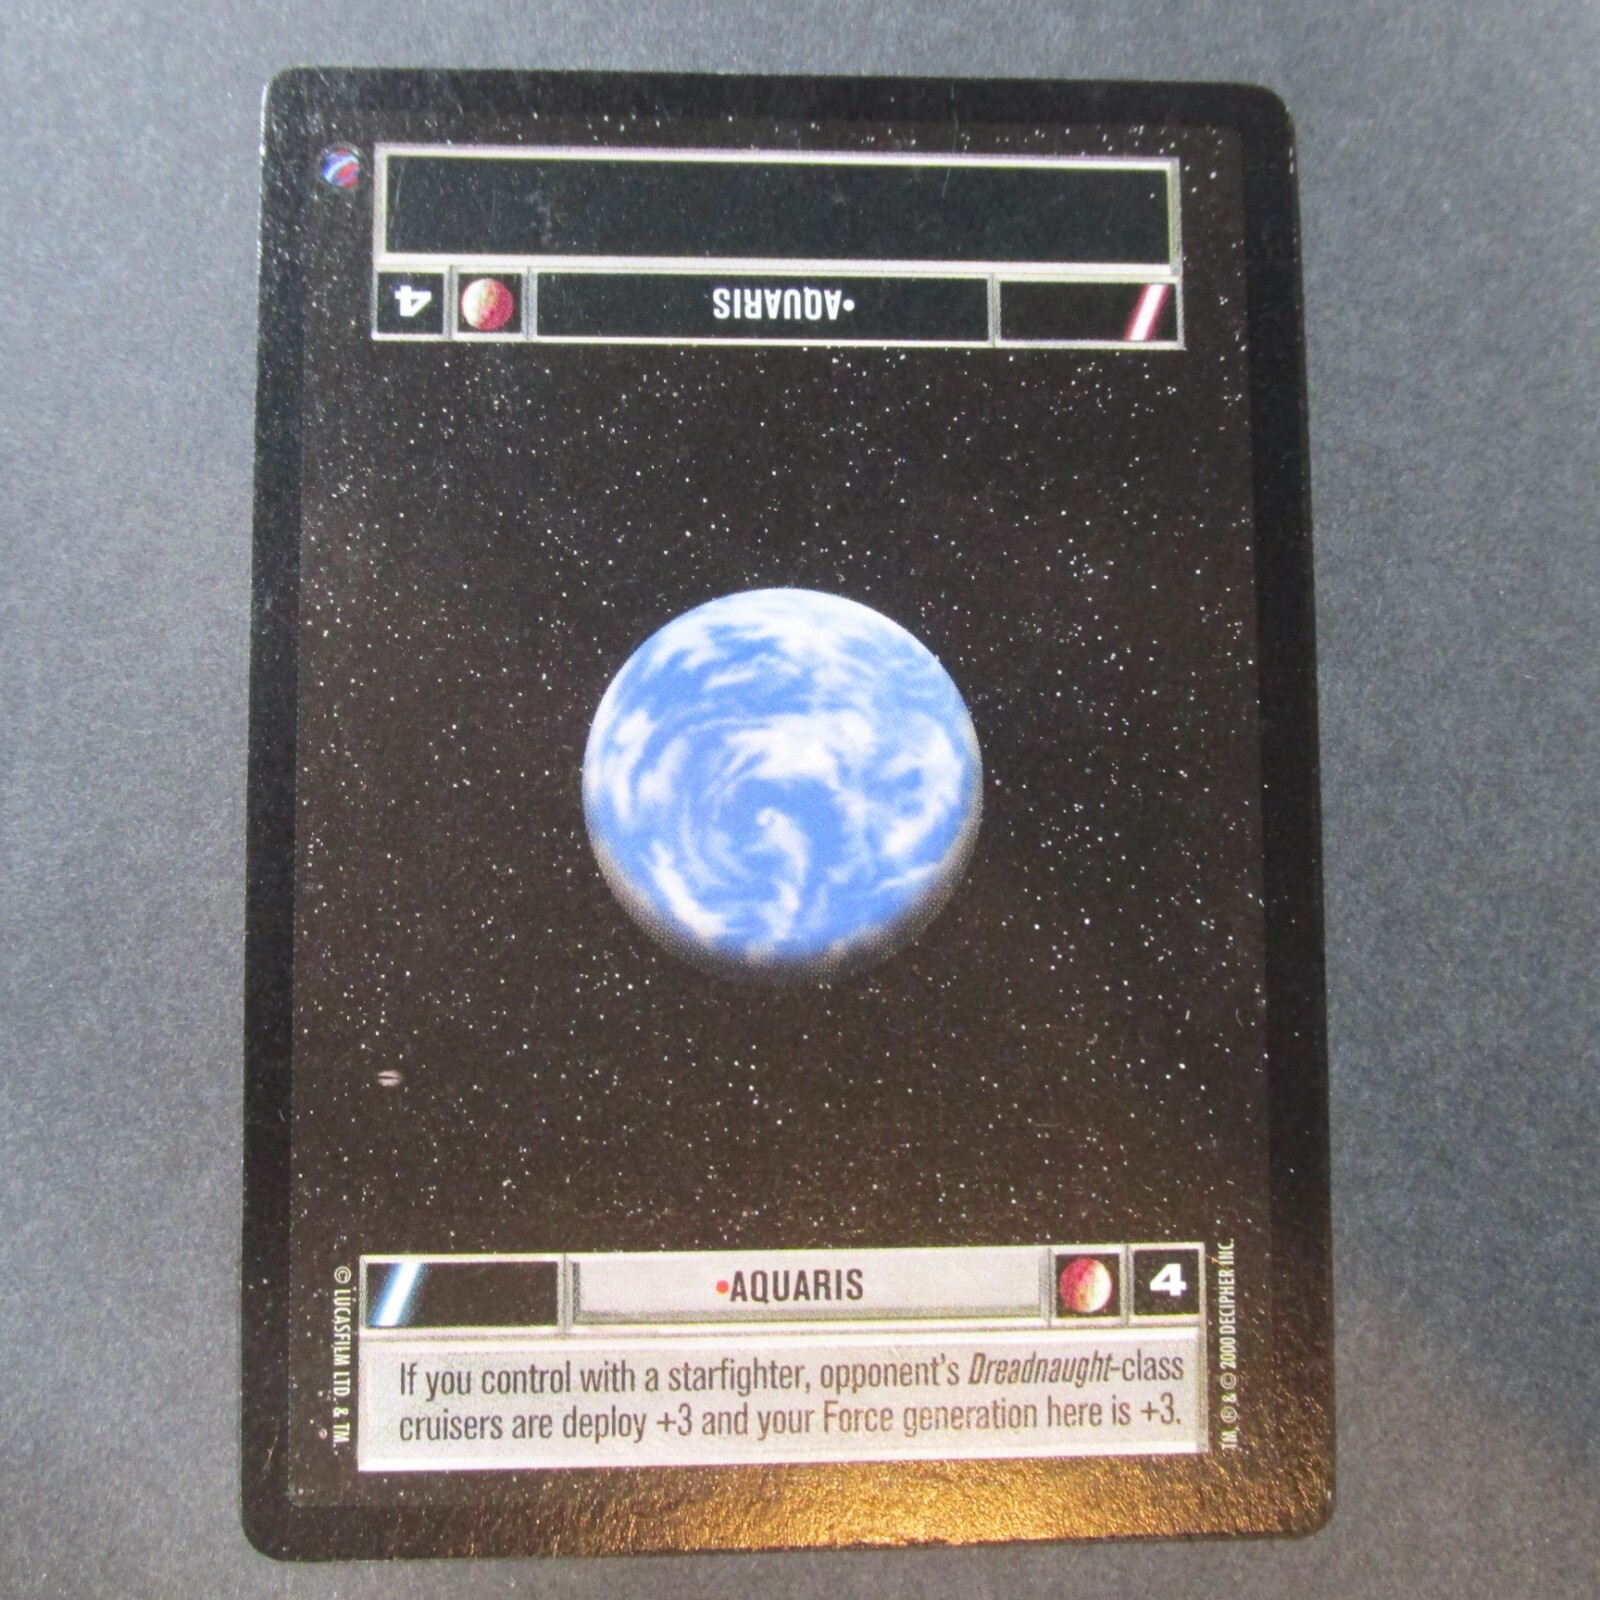 4
•AQUARIS
•AQUARIS
4
If you control with a starfighter, opponent's Dreadnaught-class
cruisers are deploy +3 and your Force generation here is +3.
© LUCASFILM LTD. & TM.
TM, ® & © 2000 DECIPHER INC.